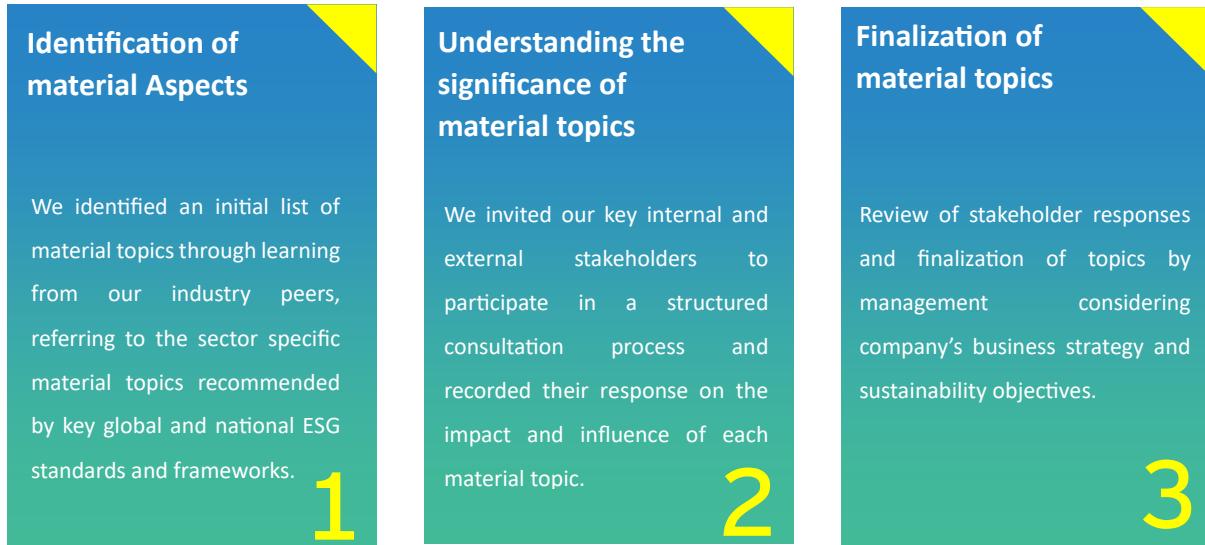 Identification of
material Aspects
We identified an initial list of
material topics through learning
from our industry peers,
referring to the sector specific
material topics recommended
by key global and national ESG
standards and frameworks.
1
Understanding the
significance of
material topics
We invited our key internal and
external stakeholders to
participate in a structured
consultation process and
recorded their response on the
impact and influence of each
material topic.
2
Finalization of
material topics
Review of stakeholder responses
and finalization of topics by
management considering
company’s business strategy and
sustainability objectives.
3